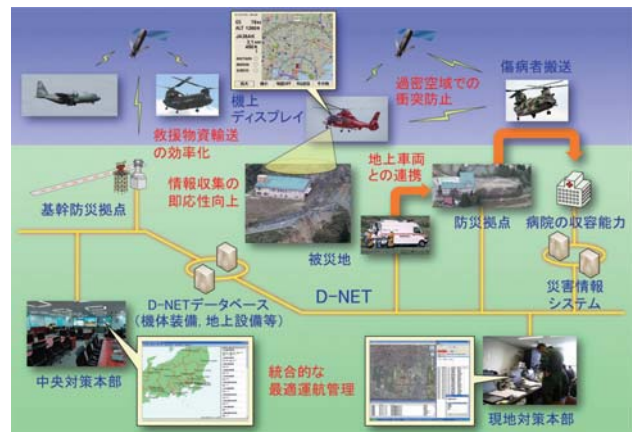 傷病者搬送
過密空域での
衝突防止
機上
ディスプレイ
救援物資輸送
の効率化
地上車両
との連携
情報収集の
即応性向上
基幹防災拠点
防災拠点
病院の収容能力
被災地
D-NET
災害情報
システム
D-NETデータベース
(機体装備,地上設備等)
中央対策本部
統合的な
最適運航管理
現地対策本部